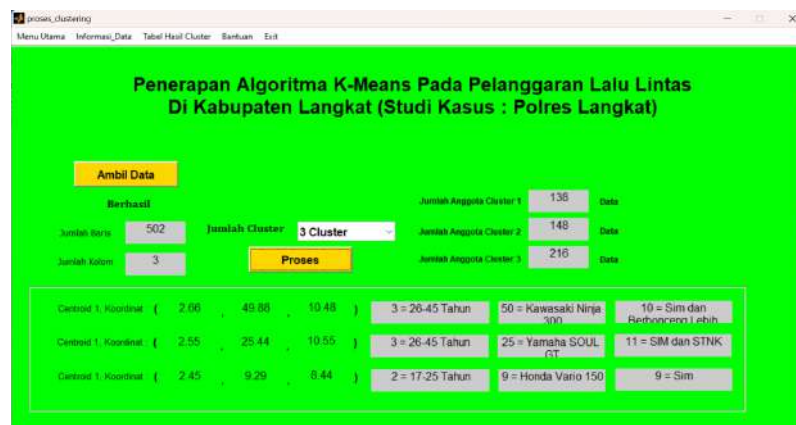 proses_clustering
Menu Utama Informasi_Data Tabel Hasil Cluster Bantuan Exit
Penerapan Algoritma K-Means Pada Pelanggaran Lalu Lintas
Di Kabupaten Langkat (Studi Kasus : Polres Langkat)
Ambil Data
Berhasil
Jumlah Baris 502
Jumlah Kolom 3
Jumlah Cluster 3 Cluster
Proses
Jumlah Anggota Cluster 1 138 Data
Jumlah Anggota Cluster 2 148 Data
Jumlah Anggota Cluster 3 216 Data
Centroid 1, Koordinat : ( 2.66 , 49.86 , 10.48 ) 3 = 26-45 Tahun 50 = Kawasaki Ninja 300 10 = Sim dan Berbonceng Lebih
Centroid 1, Koordinat : ( 2.55 , 25.44 , 10.55 ) 3 = 26-45 Tahun 25 = Yamaha SOUL GT 11 = SIM dan STNK
Centroid 1, Koordinat : ( 2.45 , 9.29 , 8.44 ) 2 = 17-25 Tahun 9 = Honda Vario 150 9 = Sim